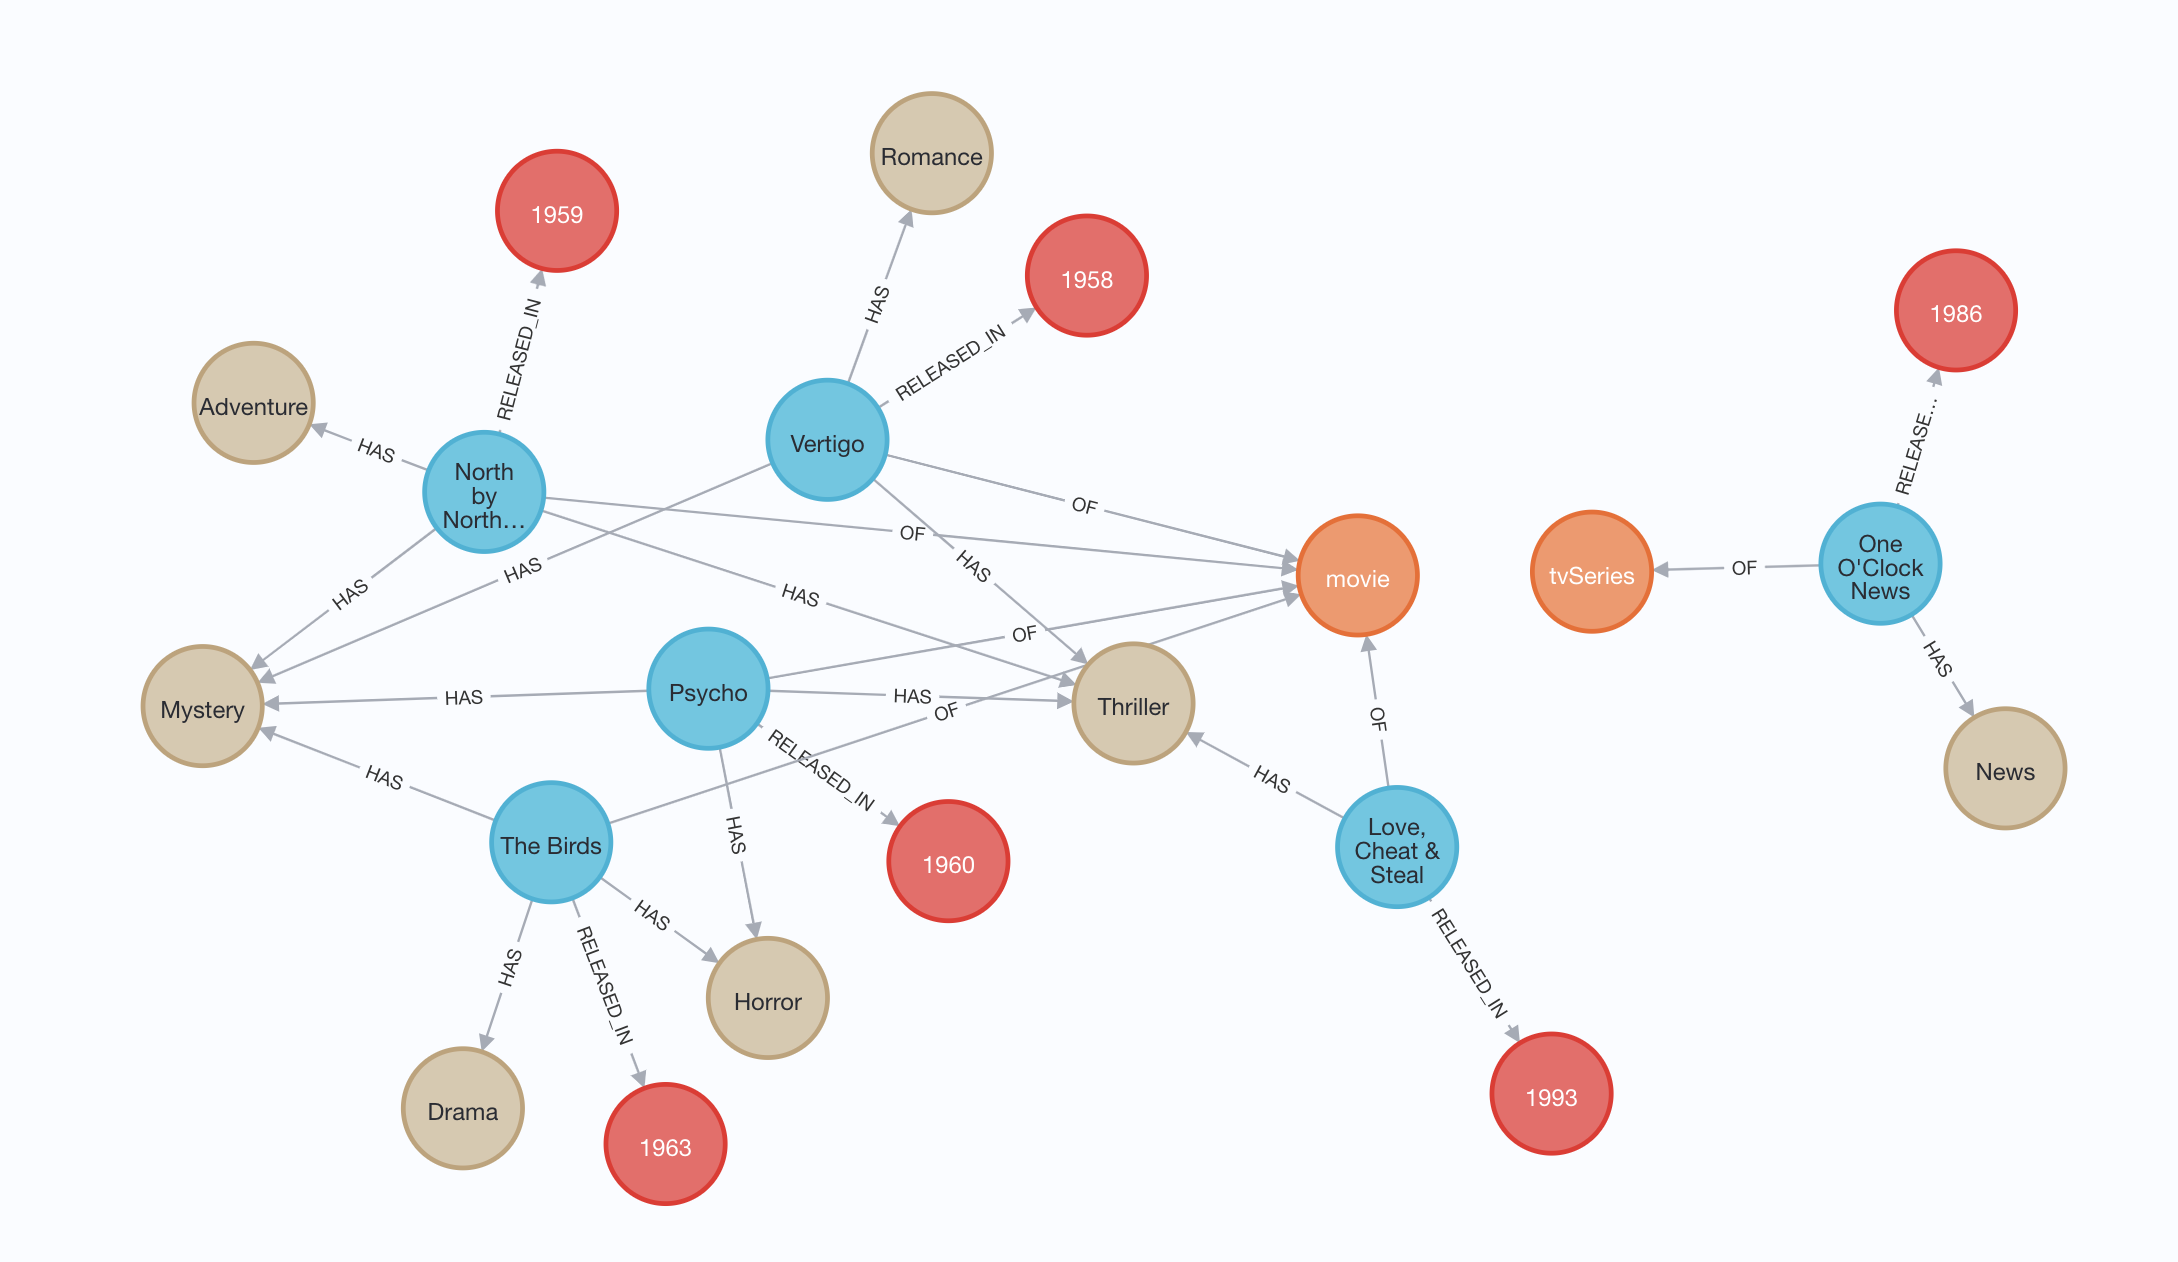 Romance
1959
1958
HAS
RELEASED_IN
RELEASED_IN
1986
Adventure
HAS
Vertigo
RELEASE...
North
by
North...
OF
OF
HAS
HAS
HAS
HAS
movie
tvSeries
OF
One
O'Clock
News
HAS
OF
HAS
Mystery
HAS
Psycho
HAS
OF
Thriller
OF
RELEASED_IN
HAS
HAS
News
HAS
The Birds
1960
Love,
Cheat &
Steal
HAS
HAS
RELEASED_IN
RELEASED_IN
Horror
Drama
1963
1993